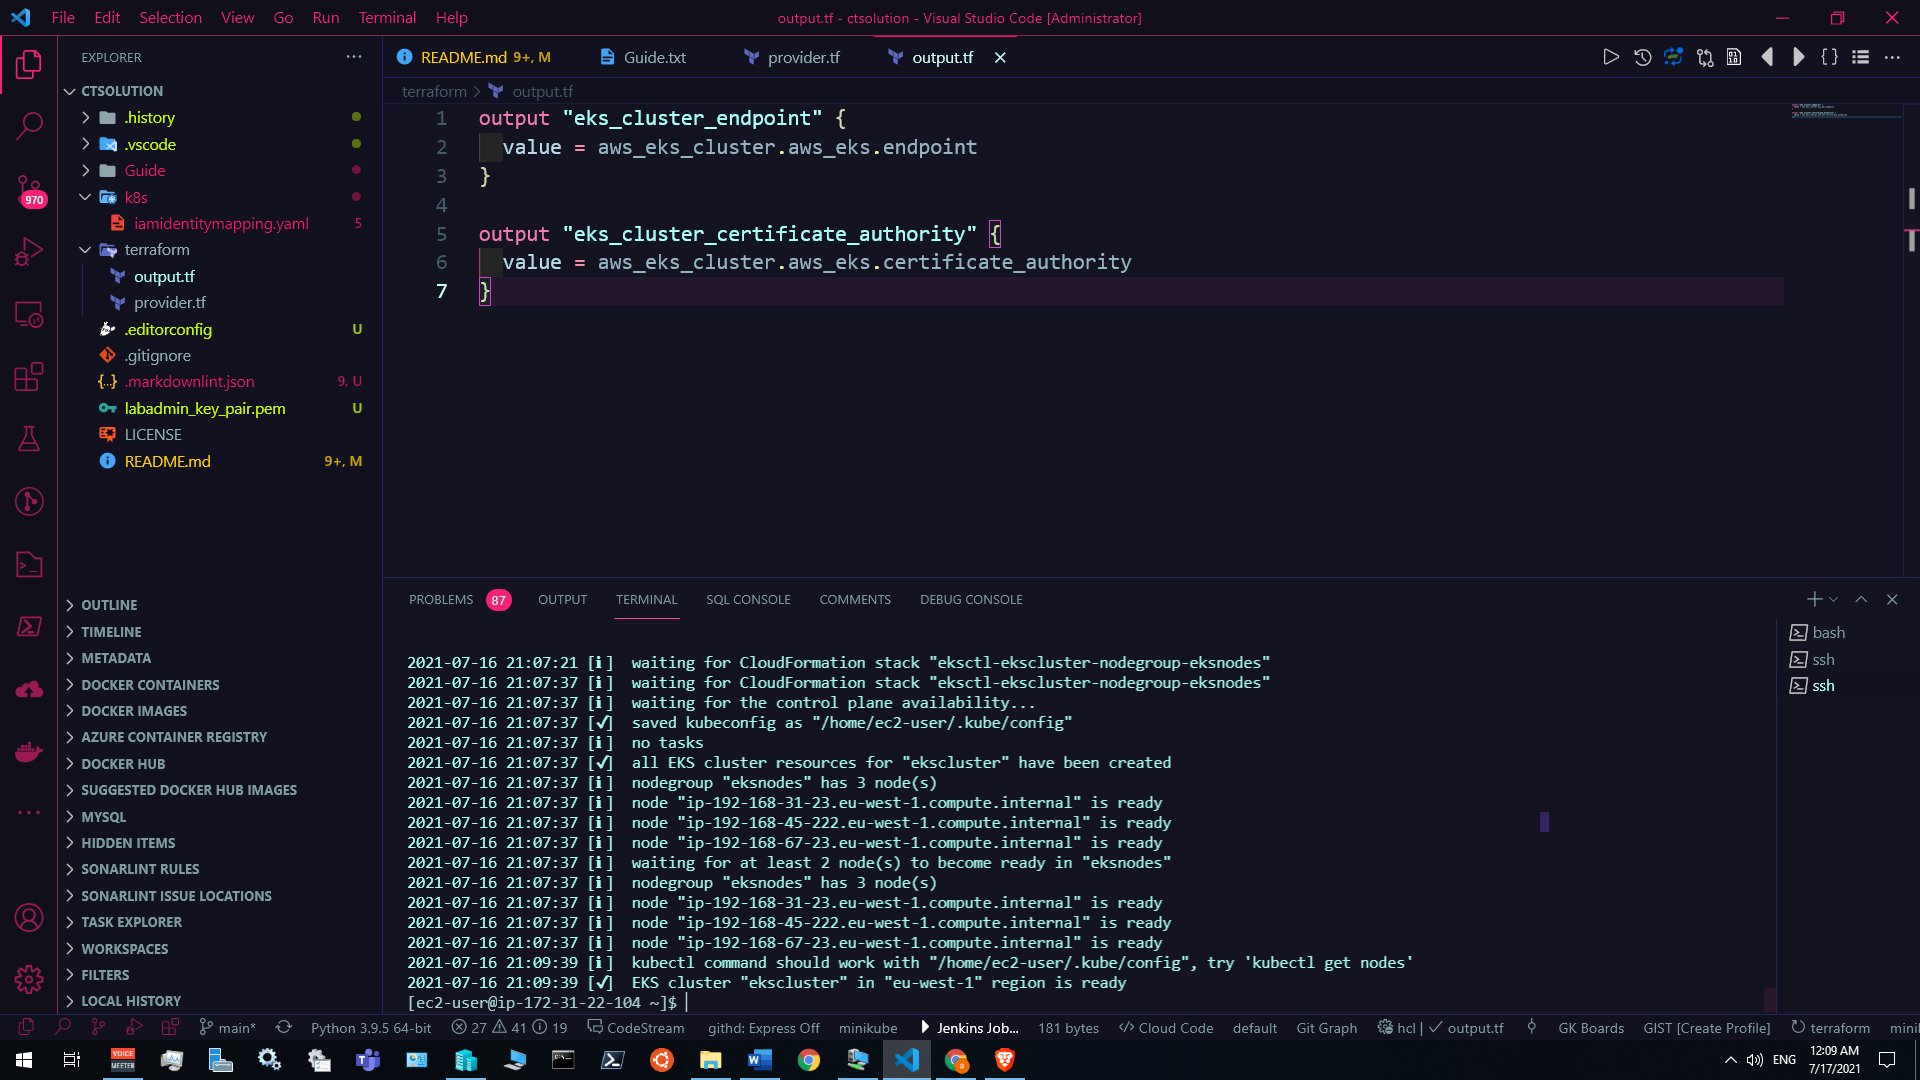 File Edit Selection View Go Run Terminal Help
output.tf - ctsolution - Visual Studio Code [Administrator]
EXPLORER
README.md 9+, M
Guide.txt
provider.tf
output.tf
CTSOLUTION
.history
.vscode
Guide
k8s
iamidentitymapping.yaml 5
terraform
output.tf
provider.tf
.editorconfig U
.gitignore
.markdownlint.json 9, U
labadmin_key_pair.pem U
LICENSE
README.md 9+, M
970
OUTLINE
TIMELINE
METADATA
DOCKER CONTAINERS
DOCKER IMAGES
AZURE CONTAINER REGISTRY
DOCKER HUB
SUGGESTED DOCKER HUB IMAGES
MYSQL
HIDDEN ITEMS
SONARLINT RULES
SONARLINT ISSUE LOCATIONS
TASK EXPLORER
WORKSPACES
FILTERS
LOCAL HISTORY
terraform > output.tf
1 output "eks_cluster_endpoint" {
2 value = aws_eks_cluster.aws_eks.endpoint
3 }
4
5 output "eks_cluster_certificate_authority" {
6 value = aws_eks_cluster.aws_eks.certificate_authority
7 }
PROBLEMS 87 OUTPUT TERMINAL SQL CONSOLE COMMENTS DEBUG CONSOLE
2021-07-16 21:07:21 [ℹ] waiting for CloudFormation stack "eksctl-ekscluster-nodegroup-eksnodes"
2021-07-16 21:07:37 [ℹ] waiting for CloudFormation stack "eksctl-ekscluster-nodegroup-eksnodes"
2021-07-16 21:07:37 [ℹ] waiting for the control plane availability...
2021-07-16 21:07:37 [✔] saved kubeconfig as "/home/ec2-user/.kube/config"
2021-07-16 21:07:37 [ℹ] no tasks
2021-07-16 21:07:37 [✔] all EKS cluster resources for "ekscluster" have been created
2021-07-16 21:07:37 [ℹ] nodegroup "eksnodes" has 3 node(s)
2021-07-16 21:07:37 [ℹ] node "ip-192-168-31-23.eu-west-1.compute.internal" is ready
2021-07-16 21:07:37 [ℹ] node "ip-192-168-45-222.eu-west-1.compute.internal" is ready
2021-07-16 21:07:37 [ℹ] node "ip-192-168-67-23.eu-west-1.compute.internal" is ready
2021-07-16 21:07:37 [ℹ] waiting for at least 2 node(s) to become ready in "eksnodes"
2021-07-16 21:07:37 [ℹ] nodegroup "eksnodes" has 3 node(s)
2021-07-16 21:07:37 [ℹ] node "ip-192-168-31-23.eu-west-1.compute.internal" is ready
2021-07-16 21:07:37 [ℹ] node "ip-192-168-45-222.eu-west-1.compute.internal" is ready
2021-07-16 21:07:37 [ℹ] node "ip-192-168-67-23.eu-west-1.compute.internal" is ready
2021-07-16 21:09:39 [ℹ] kubectl command should work with "/home/ec2-user/.kube/config", try 'kubectl get nodes'
2021-07-16 21:09:39 [✔] EKS cluster "ekscluster" in "eu-west-1" region is ready
[ec2-user@ip-172-31-22-104 ~]$
bash
ssh
ssh
main* Python 3.9.5 64-bit 27 41 19 CodeStream githd: Express Off minikube Jenkins Job... 181 bytes Cloud Code default Git Graph hcl | ✓ output.tf GK Boards GIST [Create Profile] terraform mini
VOICE
MEETER
ENG
12:09 AM
7/17/2021